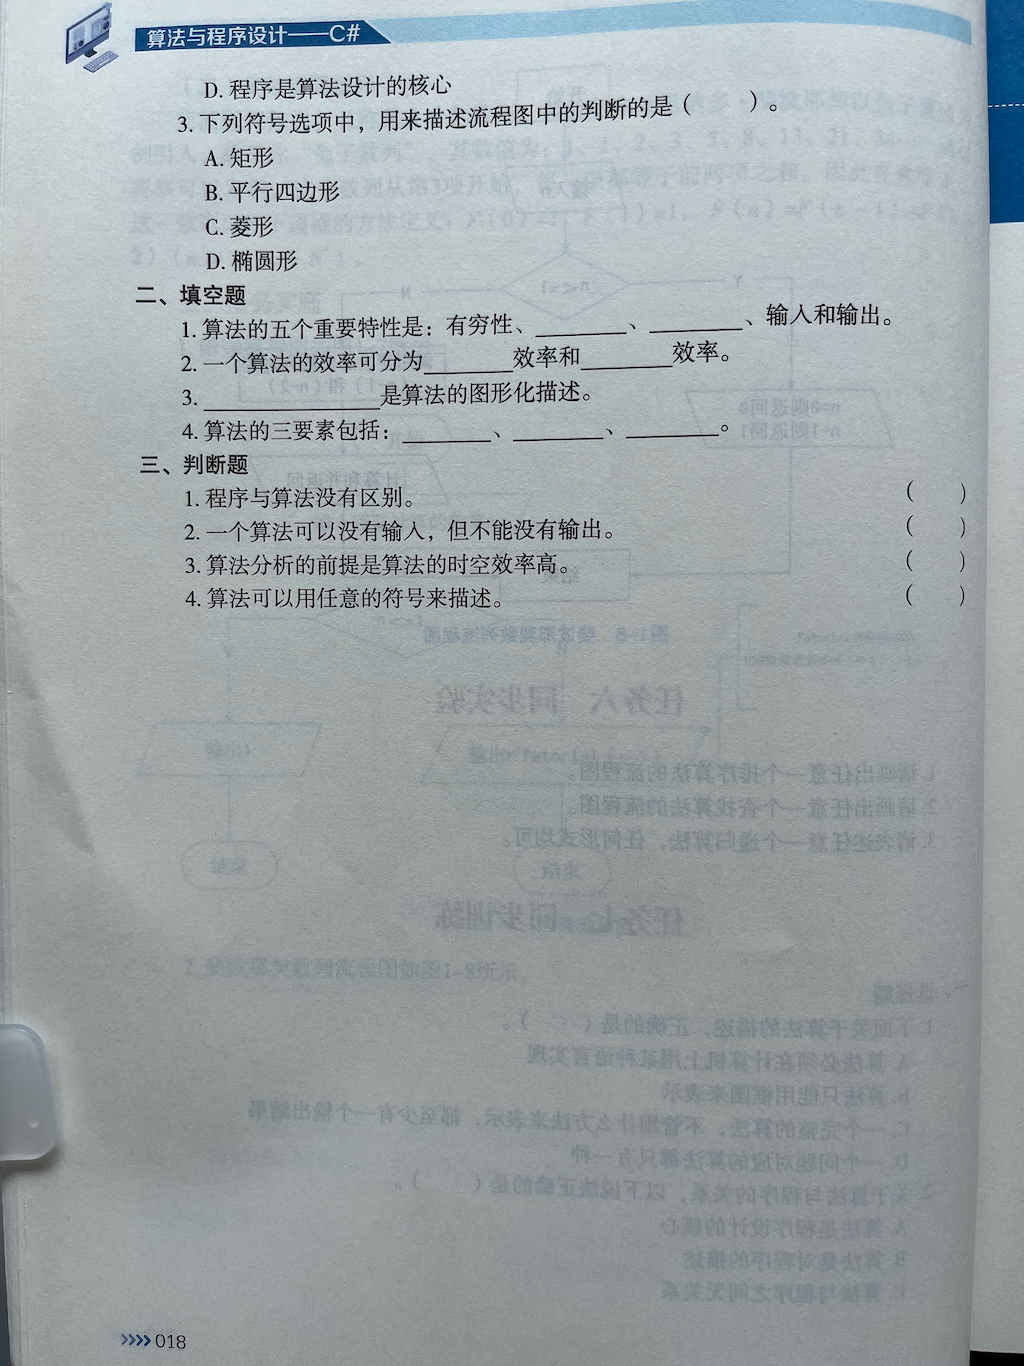 算法与程序设计——C#
D. 程序是算法设计的核心
3. 下列符号选项中，用来描述流程图中的判断的是（　　）。
A. 矩形
B. 平行四边形
C. 菱形
D. 椭圆形
二、填空题
1. 算法的五个重要特性是：有穷性、________、________、输入和输出。
2. 一个算法的效率可分为________效率和________效率。
3. ________________是算法的图形化描述。
4. 算法的三要素包括：________、________、________。
三、判断题
1. 程序与算法没有区别。（　　）
2. 一个算法可以没有输入，但不能没有输出。（　　）
3. 算法分析的前提是算法的时空效率高。（　　）
4. 算法可以用任意的符号来描述。（　　）
>>>> 018